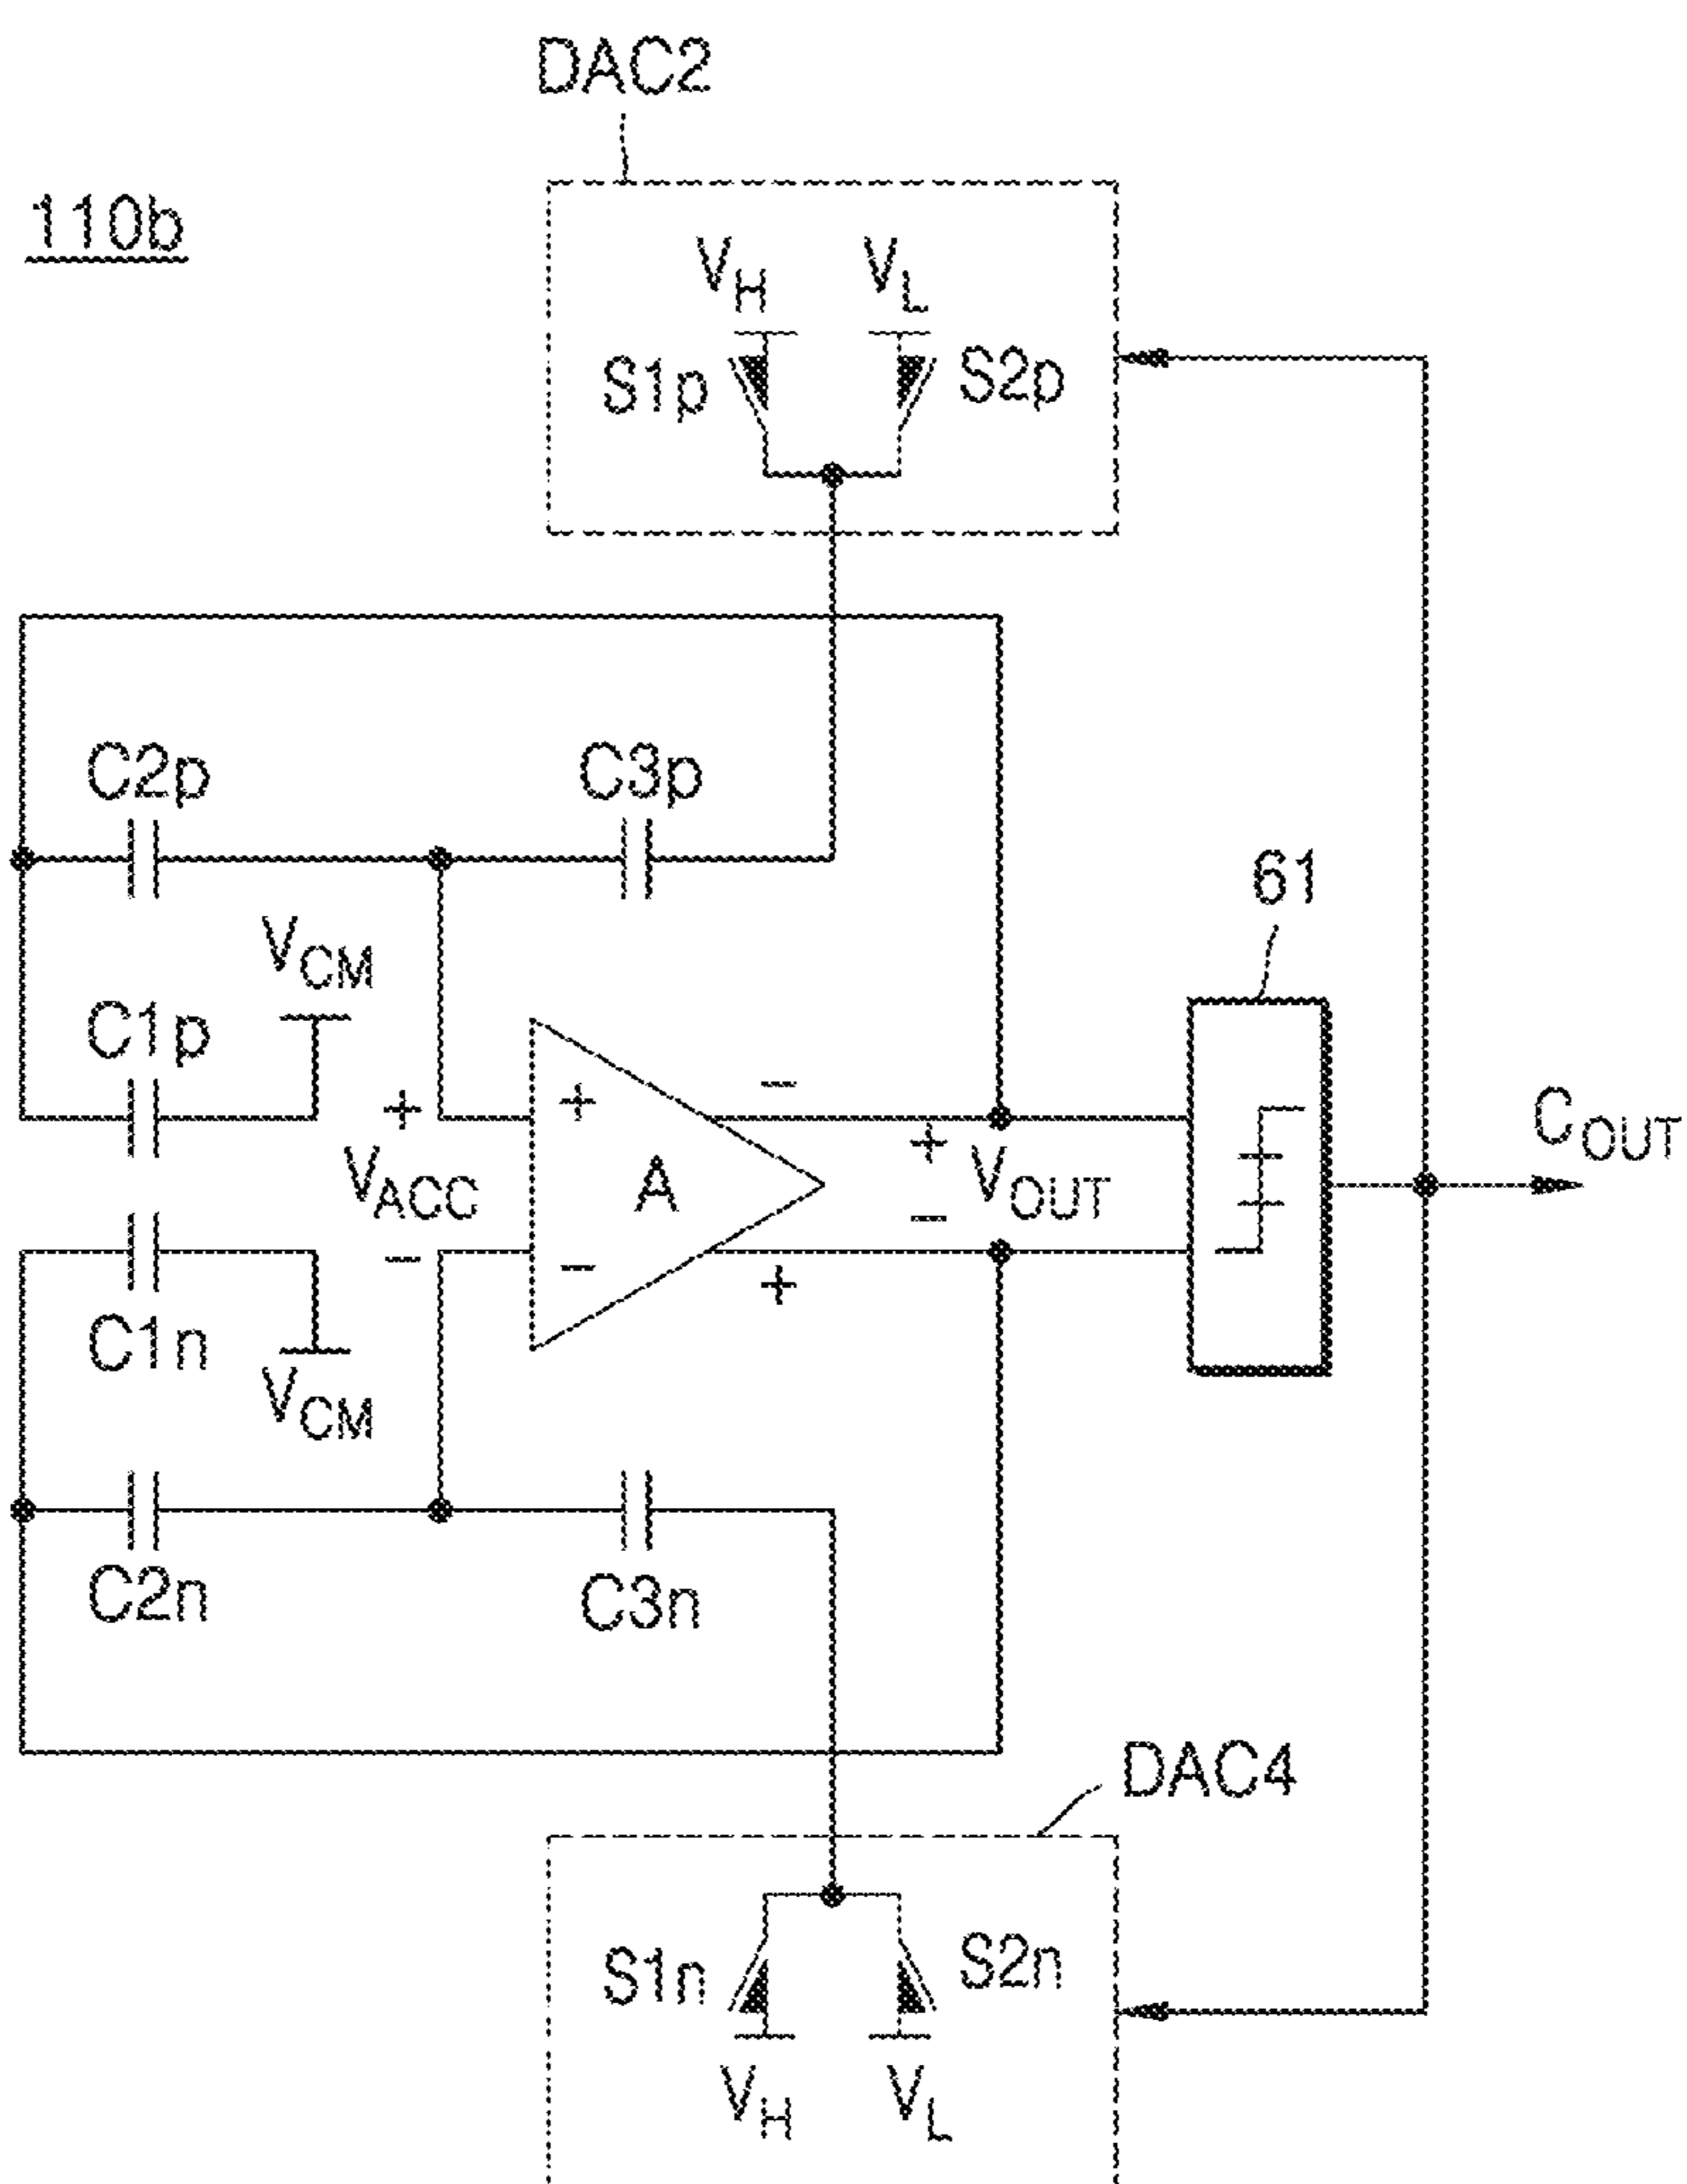 DAC2
110b
VH VL
S1p S2p
C2p C3p
61
VCM
C1p
+ + −
VACC A + VOUT COUT
− − − +
C1n
VCM
C2n C3n
DAC4
S1n S2n
VH VL